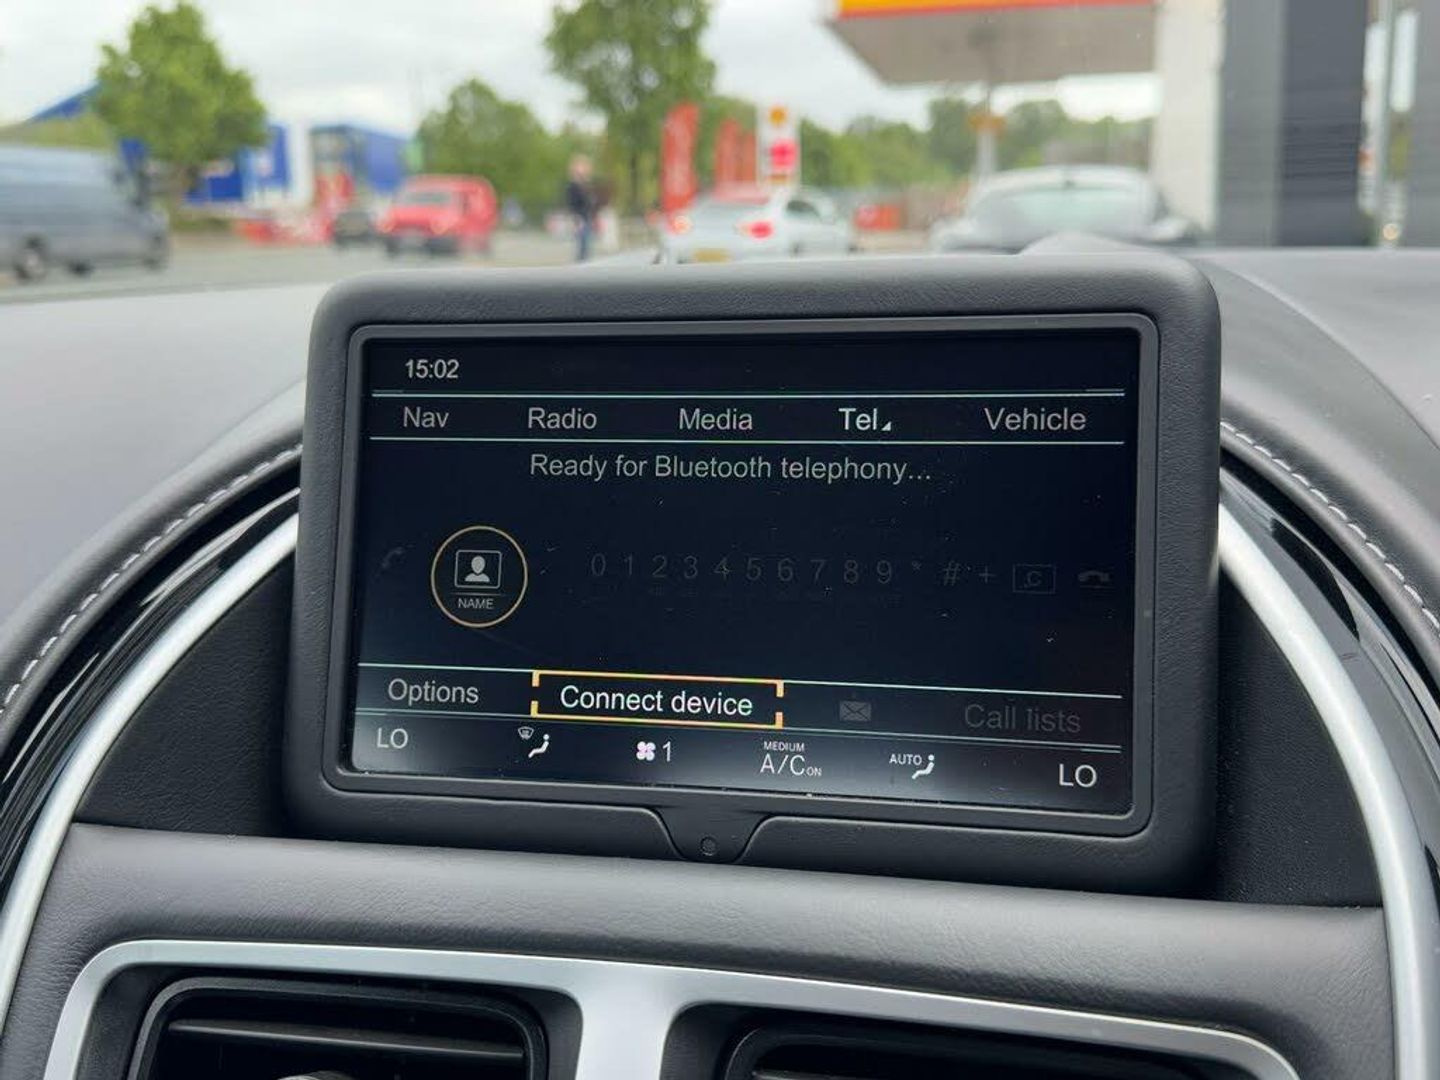 15:02
Nav Radio Media Tel Vehicle
Ready for Bluetooth telephony...
0 1 2 3 4 5 6 7 8 9 * # + C
NAME
Options Connect device Call lists
LO 1 MEDIUM A/C ON AUTO LO